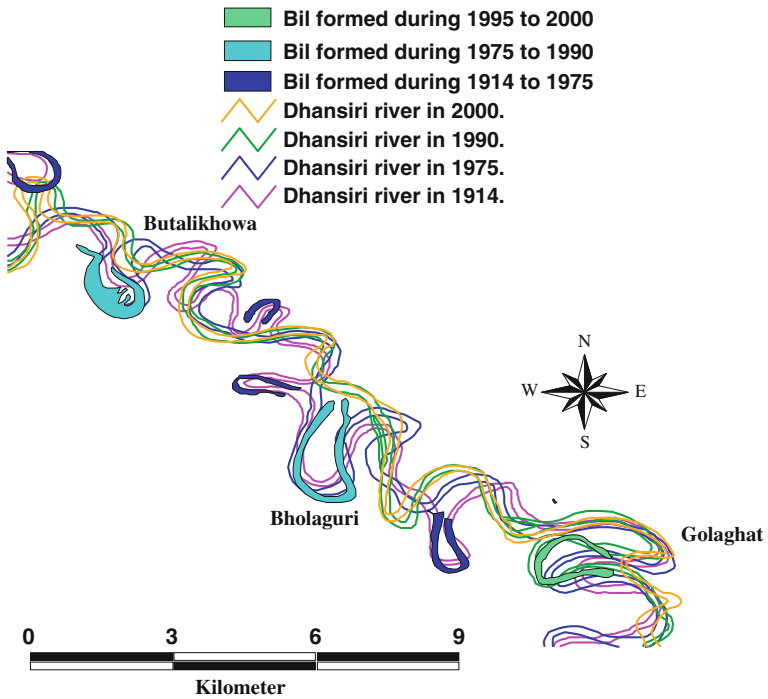 Bil formed during 1995 to 2000
Bil formed during 1975 to 1990
Bil formed during 1914 to 1975
Dhansiri river in 2000.
Dhansiri river in 1990.
Dhansiri river in 1975.
Dhansiri river in 1914.
Butalikhowa
N
W E
S
Bholaguri
Golaghat
0 3 6 9
Kilometer